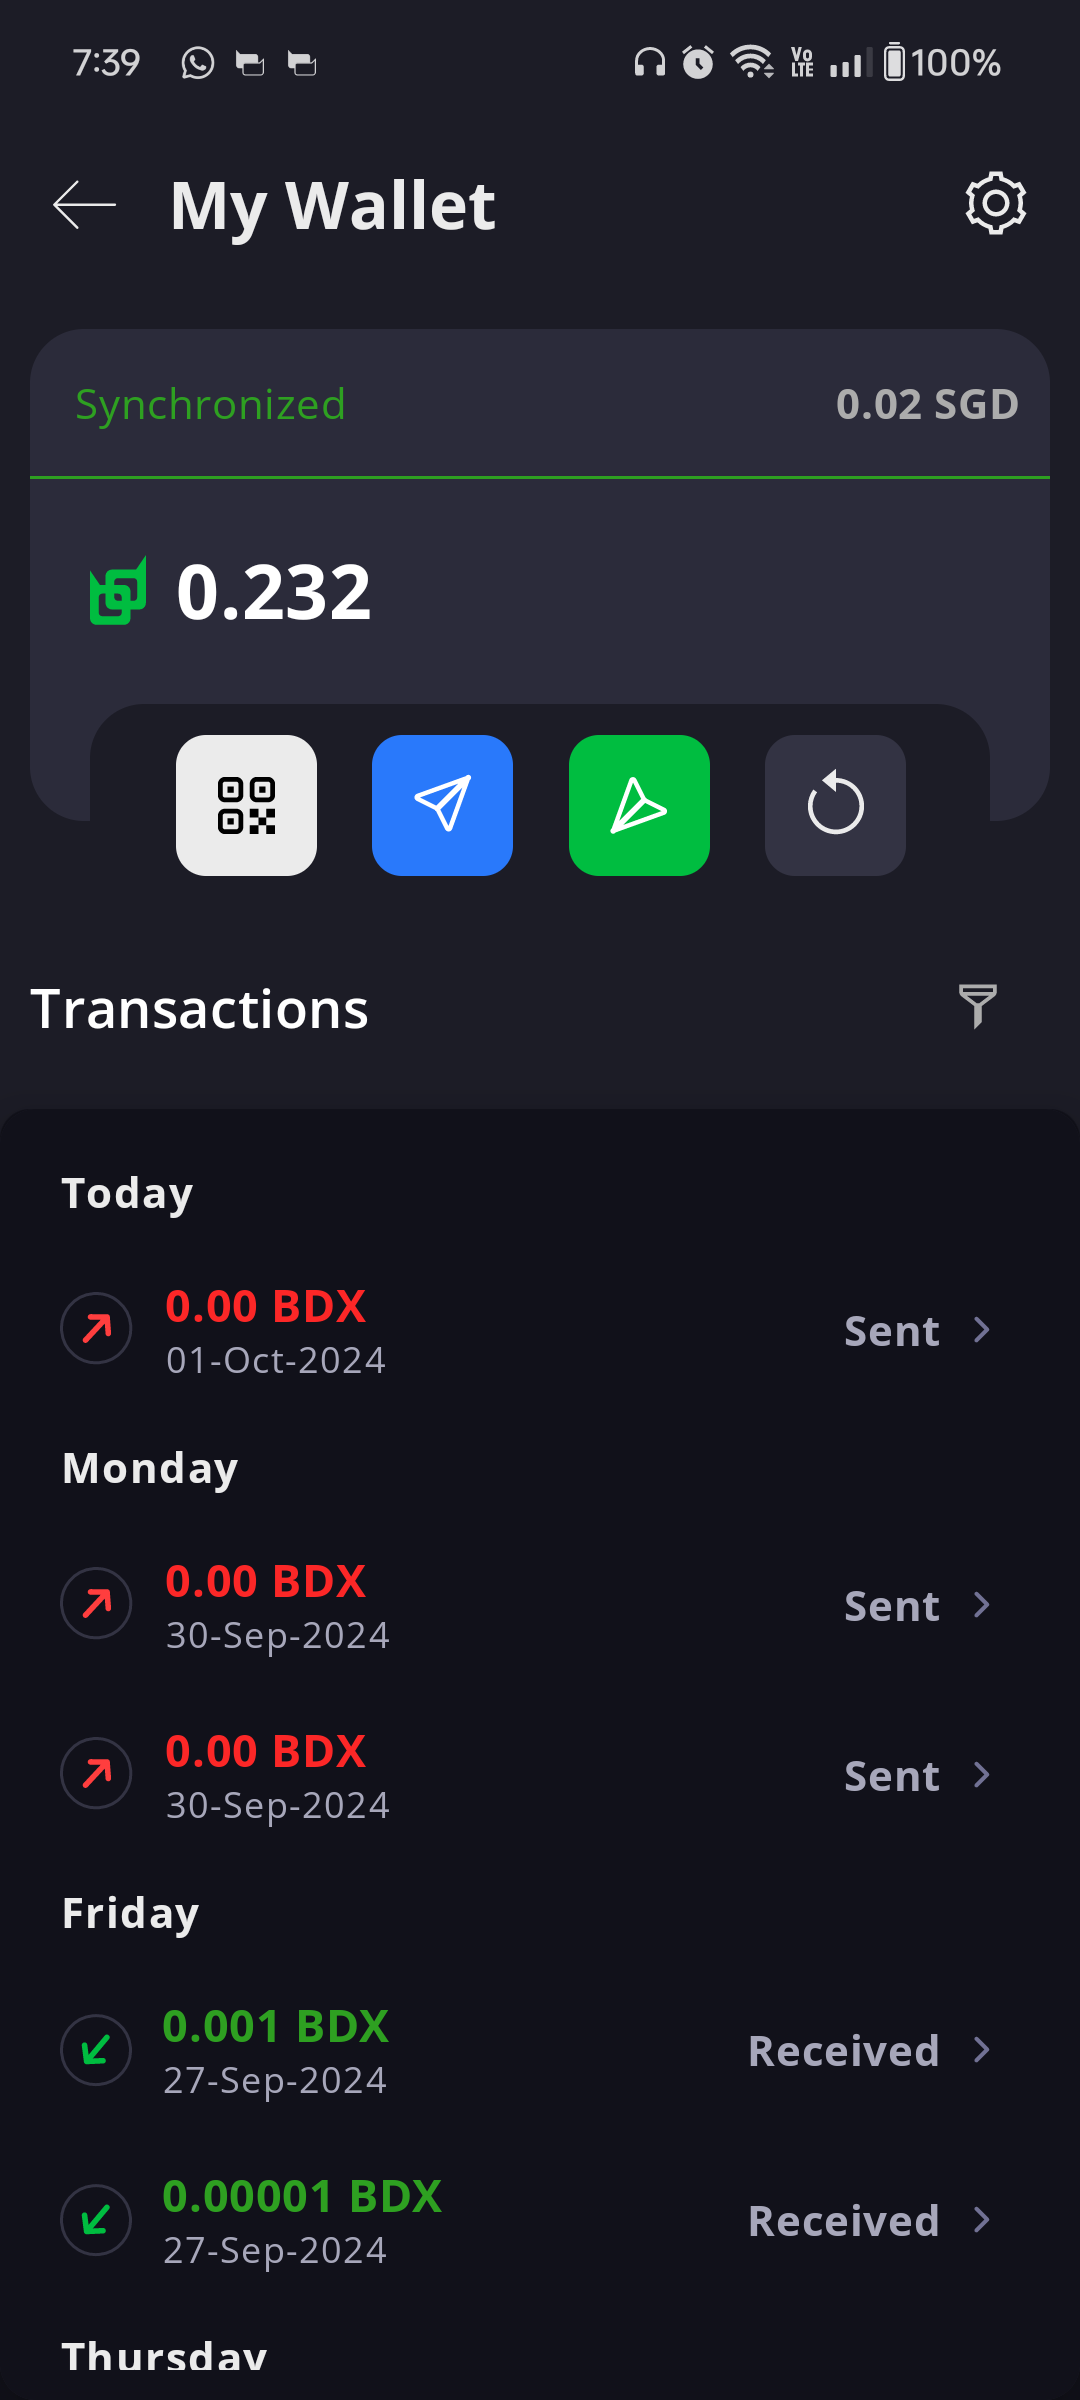 7:39
Vo LTE
100%
My Wallet
Synchronized
0.02 SGD
0.232
Transactions
Today
0.00 BDX
01-Oct-2024
Sent
Monday
0.00 BDX
30-Sep-2024
Sent
0.00 BDX
30-Sep-2024
Sent
Friday
0.001 BDX
27-Sep-2024
Received
0.00001 BDX
27-Sep-2024
Received
Thursday